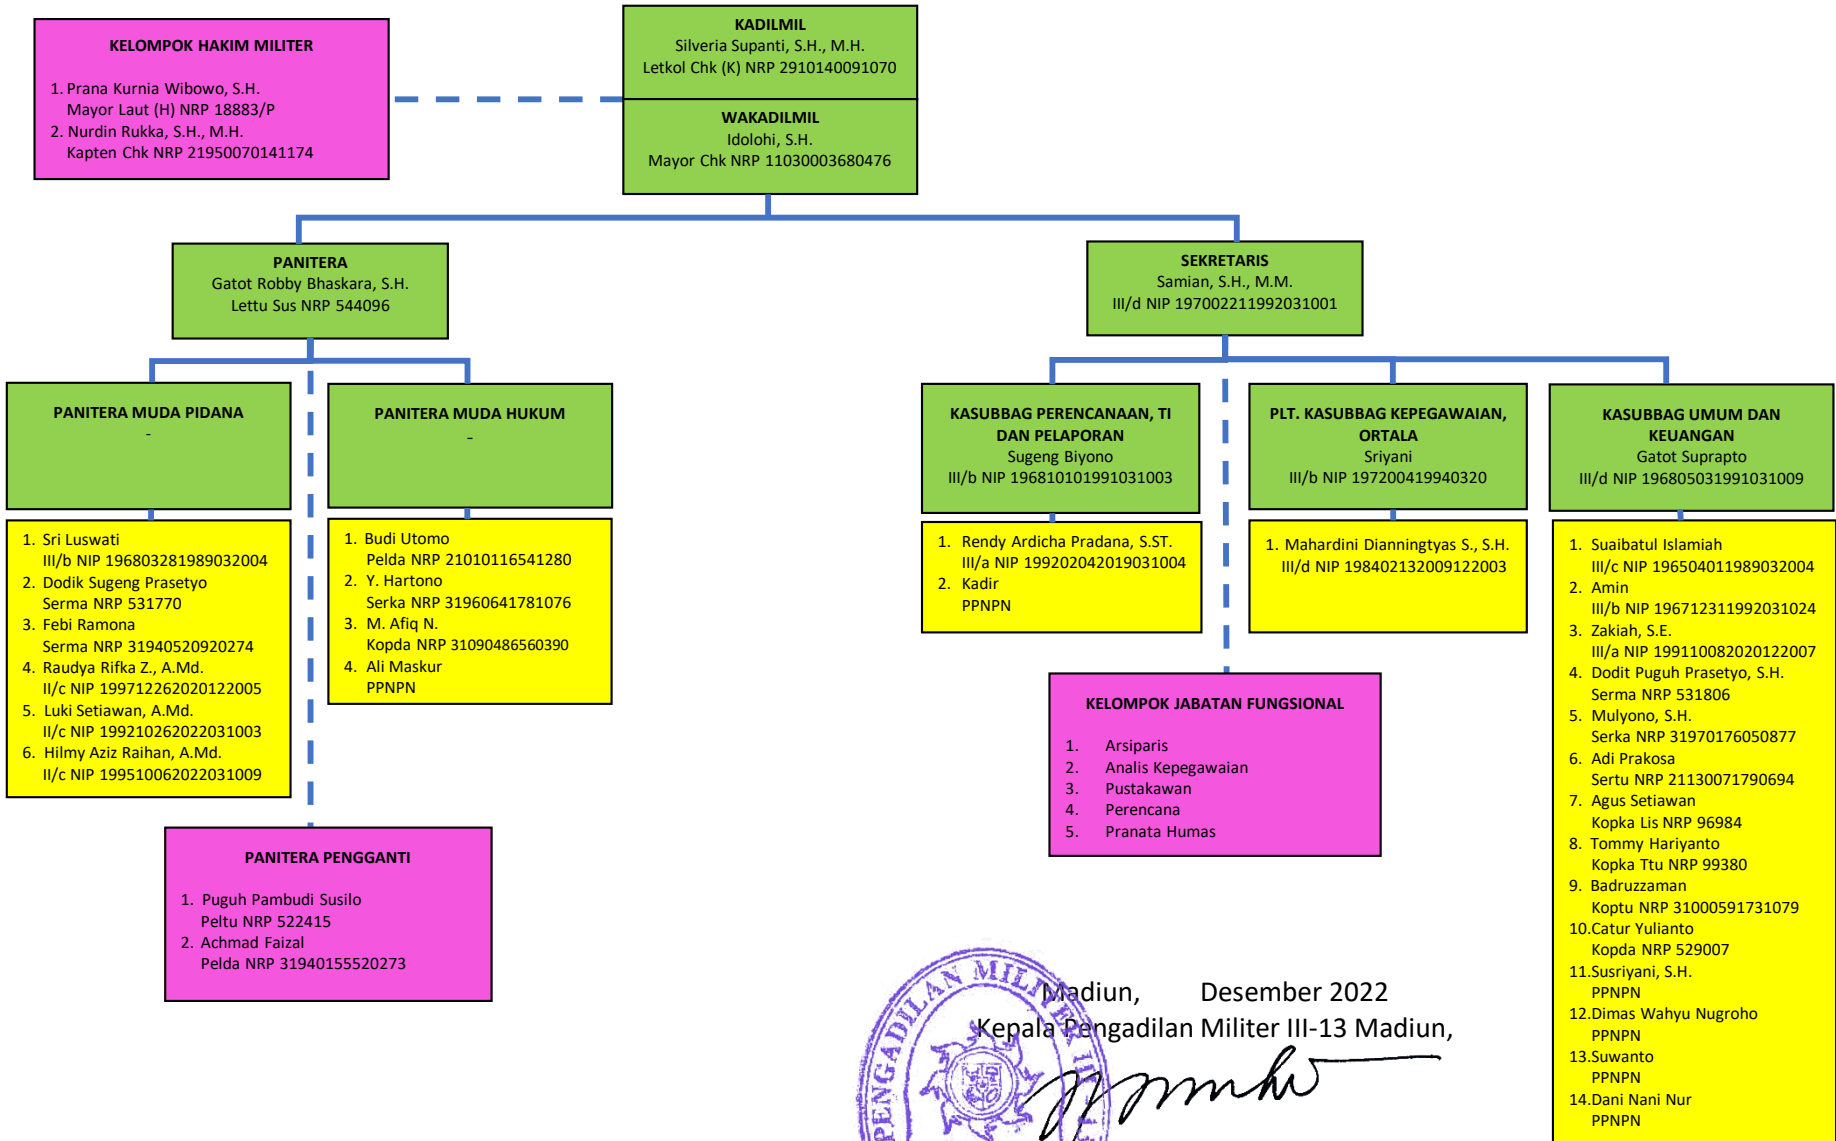 KELOMPOK HAKIM MILITER
1. Prana Kurnia Wibowo, S.H.
Mayor Laut (H) NRP 18883/P
2. Nurdin Rukka, S.H., M.H.
Kapten Chk NRP 21950070141174
KADILMIL
Silveria Supanti, S.H., M.H.
Letkol Chk (K) NRP 2910140091070
WAKADILMIL
Idolohi, S.H.
Mayor Chk NRP 11030003680476
PANITERA
Gatot Robby Bhaskara, S.H.
Lettu Sus NRP 544096
SEKRETARIS
Samian, S.H., M.M.
III/d NIP 197002211992031001
PANITERA MUDA PIDANA
-
PANITERA MUDA HUKUM
-
KASUBBAG PERENCANAAN, TI
DAN PELAPORAN
Sugeng Biyono
III/b NIP 196810101991031003
PLT. KASUBBAG KEPEGAWAIAN,
ORTALA
Sriyani
III/b NIP 197200419940320
KASUBBAG UMUM DAN
KEUANGAN
Gatot Suprapto
III/d NIP 196805031991031009
1. Sri Luswati
III/b NIP 196803281989032004
2. Dodik Sugeng Prasetyo
Serma NRP 531770
3. Febi Ramona
Serma NRP 31940520920274
4. Raudya Rifka Z., A.Md.
II/c NIP 199712262020122005
5. Luki Setiawan, A.Md.
II/c NIP 199210262022031003
6. Hilmy Aziz Raihan, A.Md.
II/c NIP 199510062022031009
1. Budi Utomo
Pelda NRP 21010116541280
2. Y. Hartono
Serka NRP 31960641781076
3. M. Afiq N.
Kopda NRP 31090486560390
4. Ali Maskur
PPNPN
1. Rendy Ardicha Pradana, S.ST.
III/a NIP 199202042019031004
2. Kadir
PPNPN
1. Mahardini Dianningtyas S., S.H.
III/d NIP 198402132009122003
1. Suaibatul Islamiah
III/c NIP 196504011989032004
2. Amin
III/b NIP 196712311992031024
3. Zakiah, S.E.
III/a NIP 199110082020122007
4. Dodit Puguh Prasetyo, S.H.
Serma NRP 531806
5. Mulyono, S.H.
Serka NRP 31970176050877
6. Adi Prakosa
Sertu NRP 21130071790694
7. Agus Setiawan
Kopka Lis NRP 96984
8. Tommy Hariyanto
Kopka Ttu NRP 99380
9. Badruzzaman
Koptu NRP 31000591731079
10.Catur Yulianto
Kopda NRP 529007
11.Susriyani, S.H.
PPNPN
12.Dimas Wahyu Nugroho
PPNPN
13.Suwanto
PPNPN
14.Dani Nani Nur
PPNPN
KELOMPOK JABATAN FUNGSIONAL
1. Arsiparis
2. Analis Kepegawaian
3. Pustakawan
4. Perencana
5. Pranata Humas
PANITERA PENGGANTI
1. Puguh Pambudi Susilo
Peltu NRP 522415
2. Achmad Faizal
Pelda NRP 31940155520273
Madiun, Desember 2022
Kepala Pengadilan Militer III-13 Madiun,
PENGADILAN MILITER III-13